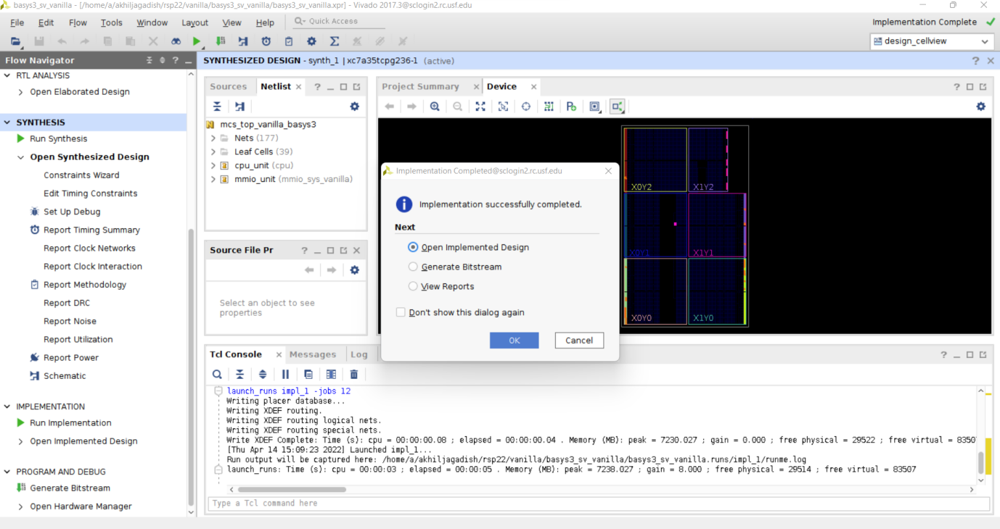 basys3_sv_vanilla - [/home/a/akhiljagadish/rsp22/vanilla/basys3_sv_vanilla/basys3_sv_vanilla.xpr] - Vivado 2017.3@sclogin2.rc.usf.edu
File Edit Flow Tools Window Layout View Help Quick Access
Implementation Complete
design_cellview
Flow Navigator
RTL ANALYSIS
Open Elaborated Design
SYNTHESIS
Run Synthesis
Open Synthesized Design
Constraints Wizard
Edit Timing Constraints
Set Up Debug
Report Timing Summary
Report Clock Networks
Report Clock Interaction
Report Methodology
Report DRC
Report Noise
Report Utilization
Report Power
Schematic
IMPLEMENTATION
Run Implementation
Open Implemented Design
PROGRAM AND DEBUG
Generate Bitstream
Open Hardware Manager
SYNTHESIZED DESIGN - synth_1 | xc7a35tcpg236-1 (active)
Sources Netlist
mcs_top_vanilla_basys3
Nets (177)
Leaf Cells (39)
cpu_unit (cpu)
mmio_unit (mmio_sys_vanilla)
Source File Pr
Select an object to see
properties
Project Summary Device
X0Y2 X1Y2
X0Y1 X1Y1
X0Y0 X1Y0
Implementation Completed@sclogin2.rc.usf.edu
Implementation successfully completed.
Next
Open Implemented Design
Generate Bitstream
View Reports
Don't show this dialog again
OK Cancel
Tcl Console Messages Log
launch_runs impl_1 -jobs 12
Writing placer database...
Writing XDEF routing.
Writing XDEF routing logical nets.
Writing XDEF routing special nets.
Write XDEF Complete: Time (s): cpu = 00:00:00.08 ; elapsed = 00:00:00.04 . Memory (MB): peak = 7230.027 ; gain = 0.000 ; free physical = 29522 ; free virtual = 83507
[Thu Apr 14 15:09:23 2022] Launched impl_1...
Run output will be captured here: /home/a/akhiljagadish/rsp22/vanilla/basys3_sv_vanilla/basys3_sv_vanilla.runs/impl_1/runme.log
launch_runs: Time (s): cpu = 00:00:03 ; elapsed = 00:00:05 . Memory (MB): peak = 7238.027 ; gain = 8.000 ; free physical = 29514 ; free virtual = 83507
Type a Tcl command here